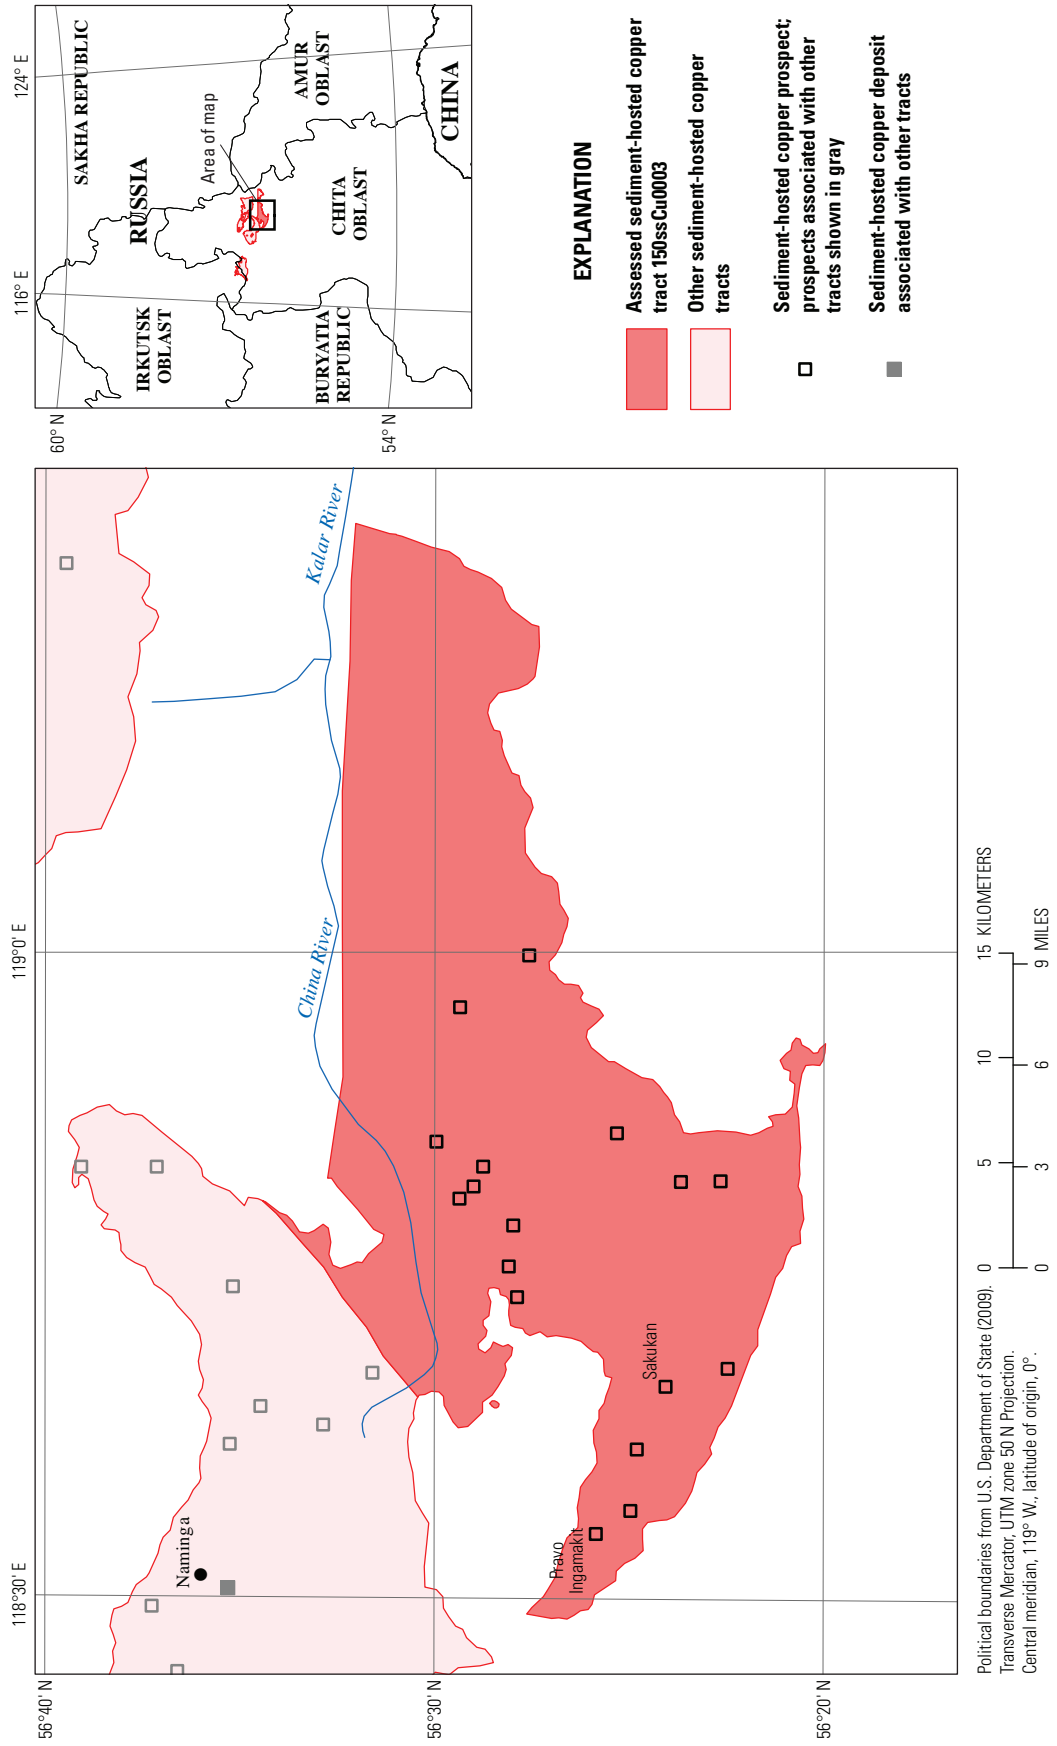 118°30' E
119°0' E
56°40' N
56°30' N
56°20' N
Naminga
China River
Kalar River
Pravo
Ingamakit
Sakukan
116° E
124° E
60° N
54° N
SAKHA REPUBLIC
RUSSIA
IRKUTSK
OBLAST
Area of map
AMUR
OBLAST
BURYATIA
REPUBLIC
CHITA
OBLAST
CHINA
EXPLANATION
Assessed sediment-hosted copper
tract 150ssCu0003
Other sediment-hosted copper
tracts
Sediment-hosted copper prospect;
prospects associated with other
tracts shown in gray
Sediment-hosted copper deposit
associated with other tracts
Political boundaries from U.S. Department of State (2009).
Transverse Mercator, UTM zone 50 N Projection.
Central meridian, 119° W., latitude of origin, 0°.
0 5 10 15 KILOMETERS
0 3 6 9 MILES